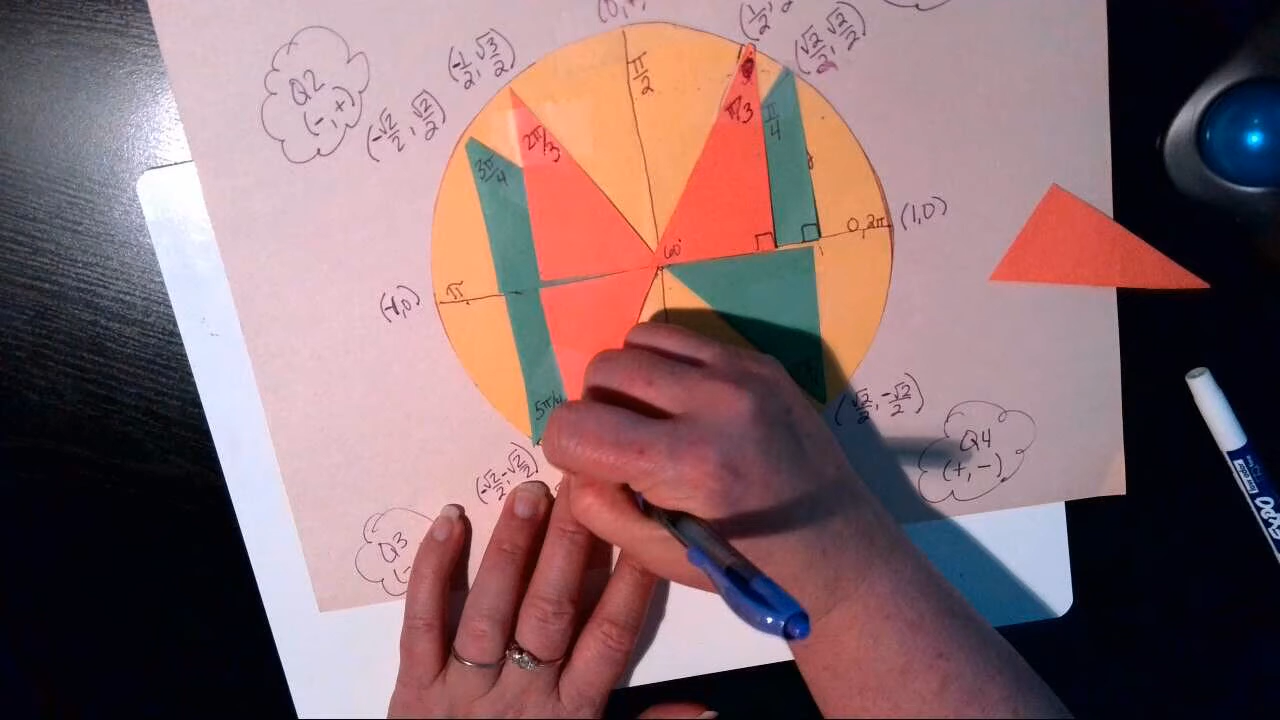 Q2
(-,+)
(-1/2, √3/2)
(-√2/2, √2/2)
π/2
(√2/2, √2/2)
2π/3
3π/4
π/3
π/4
60°
0, 2π
(1,0)
(-1,0)
π
5π/4
(-√2/2, -√2/2)
(√2/2, -√2/2)
Q4
(+,-)
Q3
EXPO